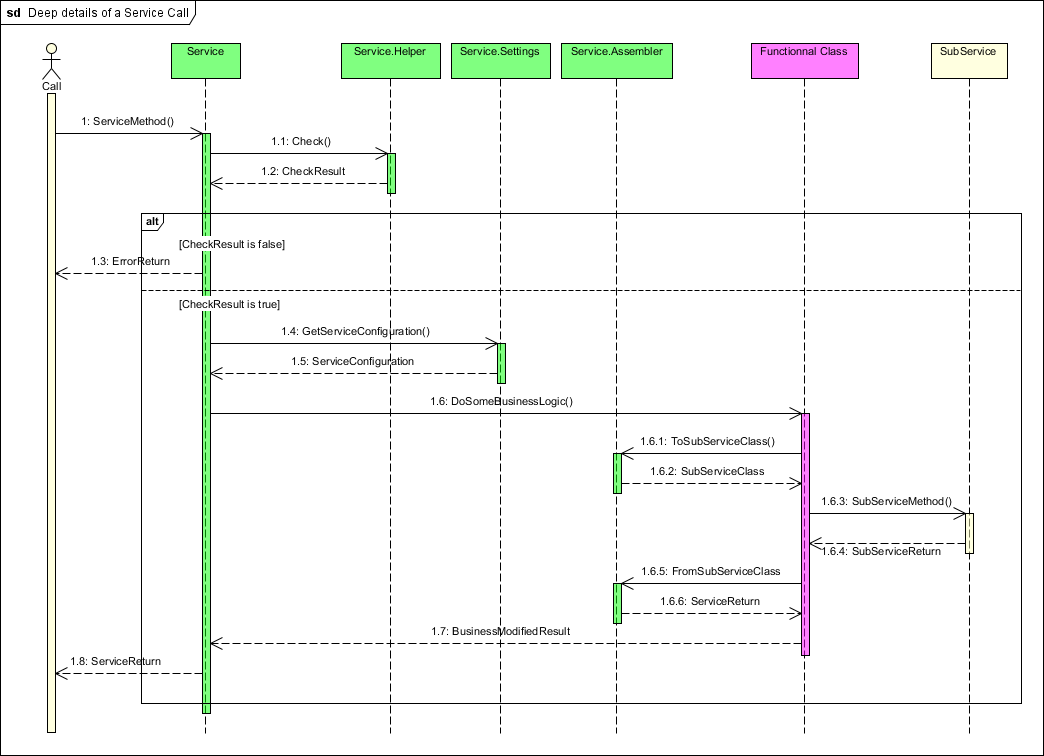 sd Deep details of a Service Call
Call
Service
Service.Helper
Service.Settings
Service.Assembler
Functionnal Class
SubService
1: ServiceMethod()
1.1: Check()
1.2: CheckResult
alt
[CheckResult is false]
1.3: ErrorReturn
[CheckResult is true]
1.4: GetServiceConfiguration()
1.5: ServiceConfiguration
1.6: DoSomeBusinessLogic()
1.6.1: ToSubServiceClass()
1.6.2: SubServiceClass
1.6.3: SubServiceMethod()
1.6.4: SubServiceReturn
1.6.5: FromSubServiceClass
1.6.6: ServiceReturn
1.7: BusinessModifiedResult
1.8: ServiceReturn